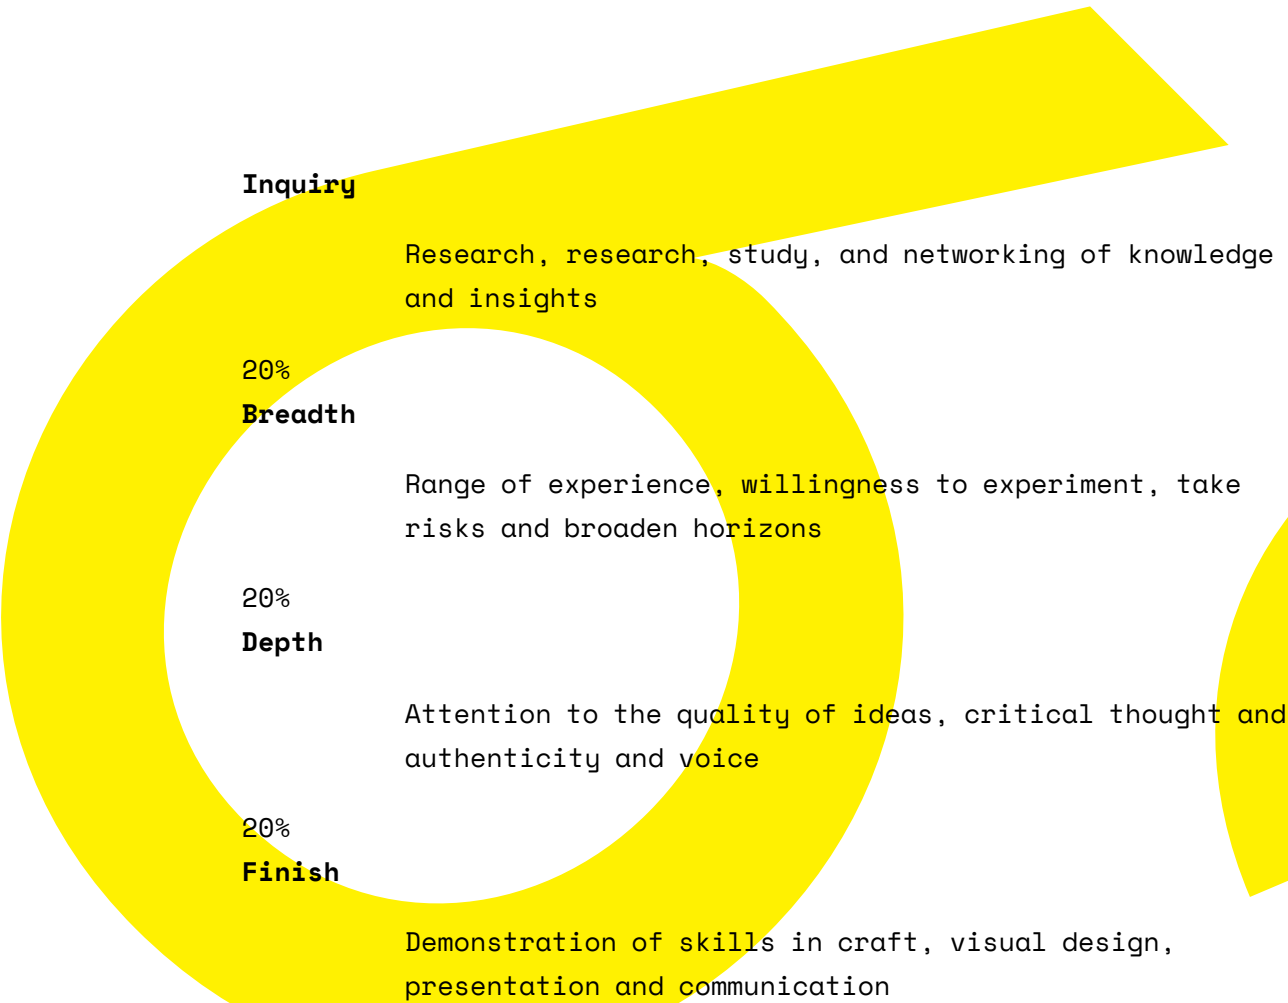 Inquiry
Research, research, study, and networking of knowledge
and insights
20%
Breadth
Range of experience, willingness to experiment, take
risks and broaden horizons
20%
Depth
Attention to the quality of ideas, critical thought and
authenticity and voice
20%
Finish
Demonstration of skills in craft, visual design,
presentation and communication